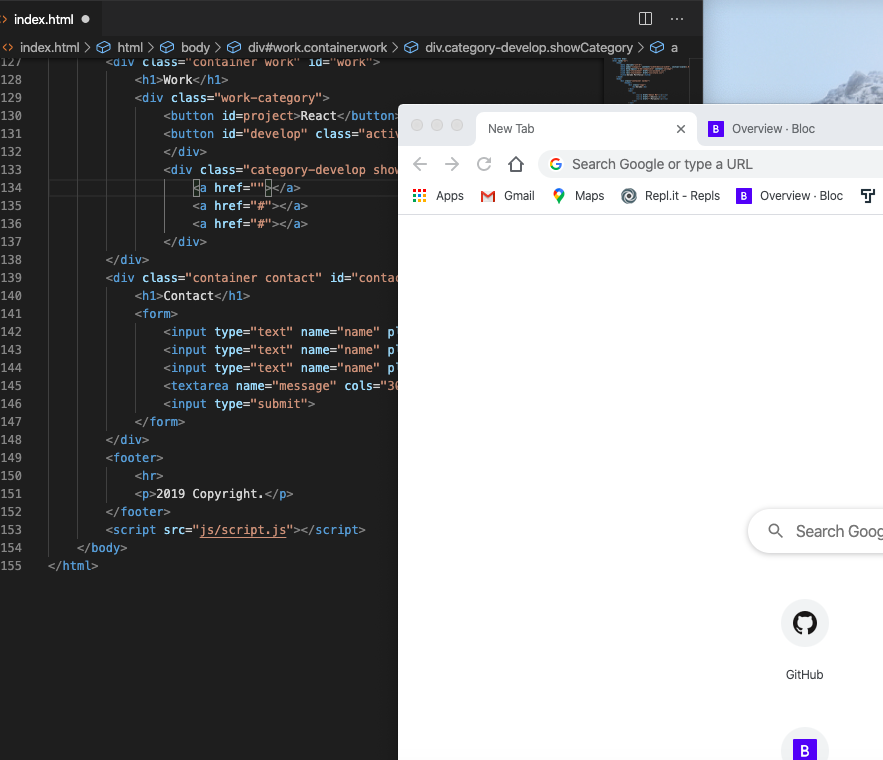 index.html
index.html > html > body > div#work.container.work > div.category-develop.showCategory > a
127 <div class="container work" id="work">
128 <h1>Work</h1>
129 <div class="work-category">
130 <button id=project>React</button>
131 <button id="develop" class="activ
132 </div>
133 <div class="category-develop show
134 <a href=""></a>
135 <a href="#"></a>
136 <a href="#"></a>
137 </div>
138 </div>
139 <div class="container contact" id="contac
140 <h1>Contact</h1>
141 <form>
142 <input type="text" name="name" pl
143 <input type="text" name="name" pl
144 <input type="text" name="name" pl
145 <textarea name="message" cols="30
146 <input type="submit">
147 </form>
148 </div>
149 <footer>
150 <hr>
151 <p>2019 Copyright.</p>
152 </footer>
153 <script src="js/script.js"></script>
154 </body>
155 </html>
New Tab
B Overview · Bloc
Search Google or type a URL
Apps Gmail Maps Repl.it - Repls B Overview · Bloc
Search Goog
GitHub
B